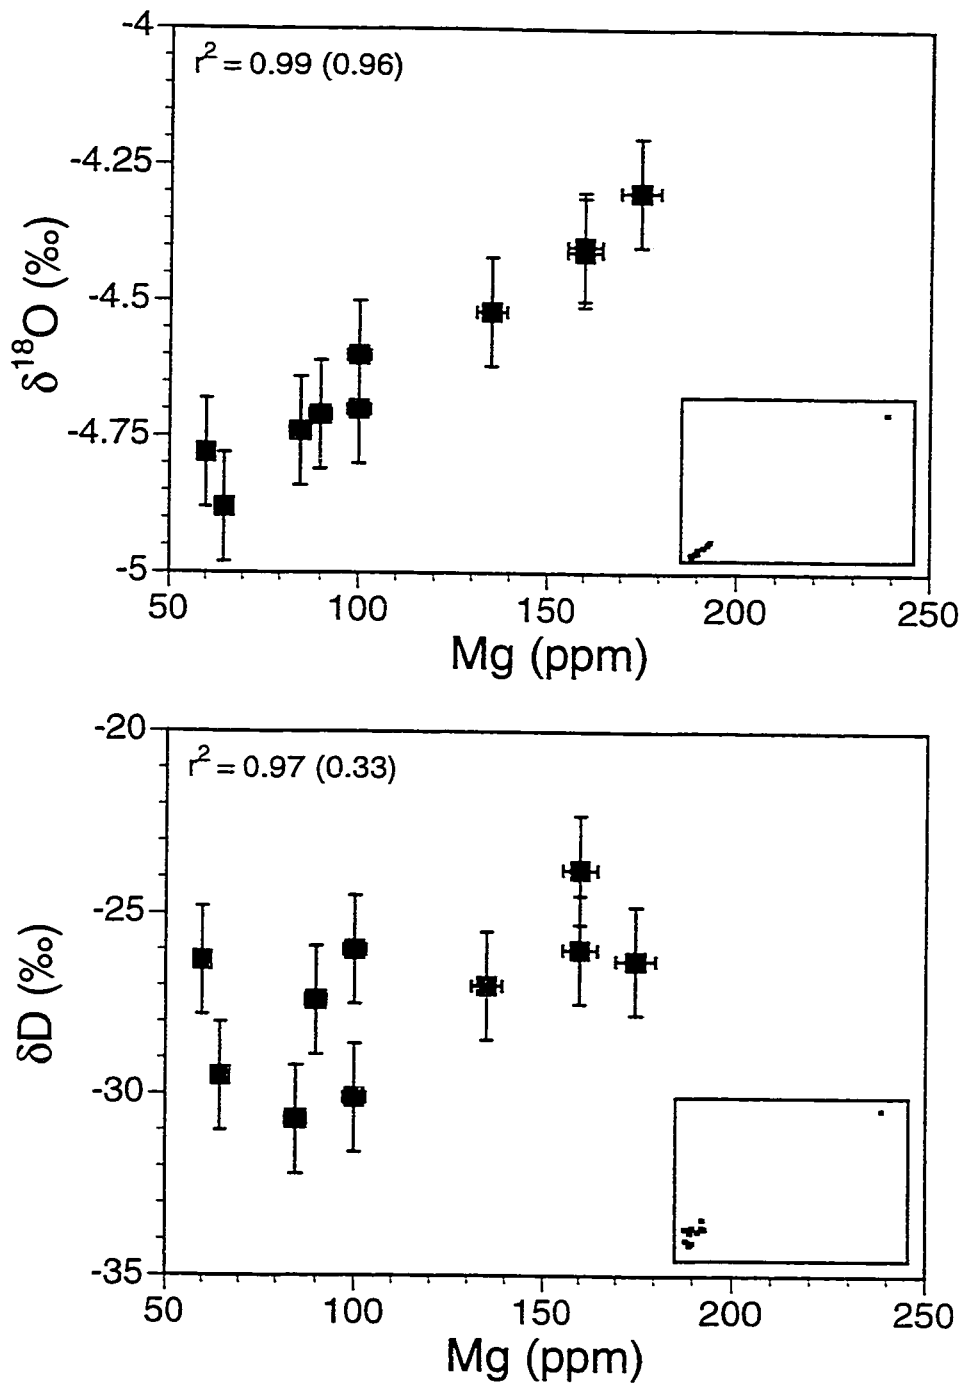 -4
r² = 0.99 (0.96)
-4.25
-4.5
-4.75
-5
δ¹⁸O (‰)
50 100 150 200 250
Mg (ppm)
-20
r² = 0.97 (0.33)
-25
-30
-35
δD (‰)
50 100 150 200 250
Mg (ppm)